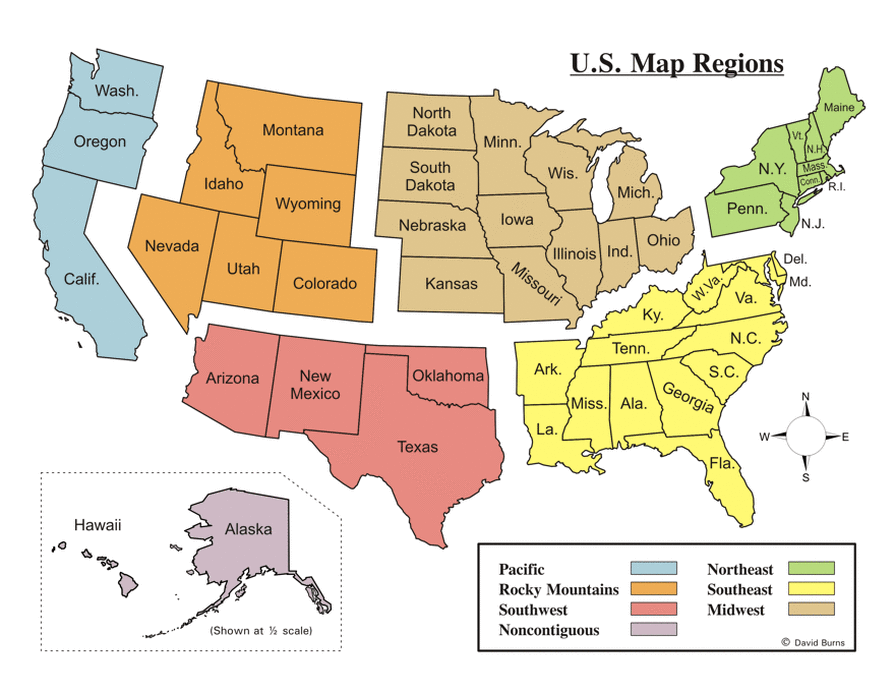 U.S. Map Regions
Wash.
Oregon
Calif.
Montana
Idaho
Wyoming
Nevada
Utah
Colorado
North
Dakota
South
Dakota
Nebraska
Kansas
Minn.
Iowa
Missouri
Wis.
Illinois
Mich.
Ind.
Ohio
Maine
Vt.
N.H.
N.Y.
Mass.
Conn.
R.I.
Penn.
N.J.
Del.
Md.
W.Va.
Va.
Ky.
Tenn.
N.C.
S.C.
Ark.
Miss.
Ala.
Georgia
La.
Fla.
Arizona
New
Mexico
Oklahoma
Texas
N
W
E
S
Hawaii
Alaska
(Shown at ½ scale)
Pacific
Rocky Mountains
Southwest
Noncontiguous
Northeast
Southeast
Midwest
© David Burns